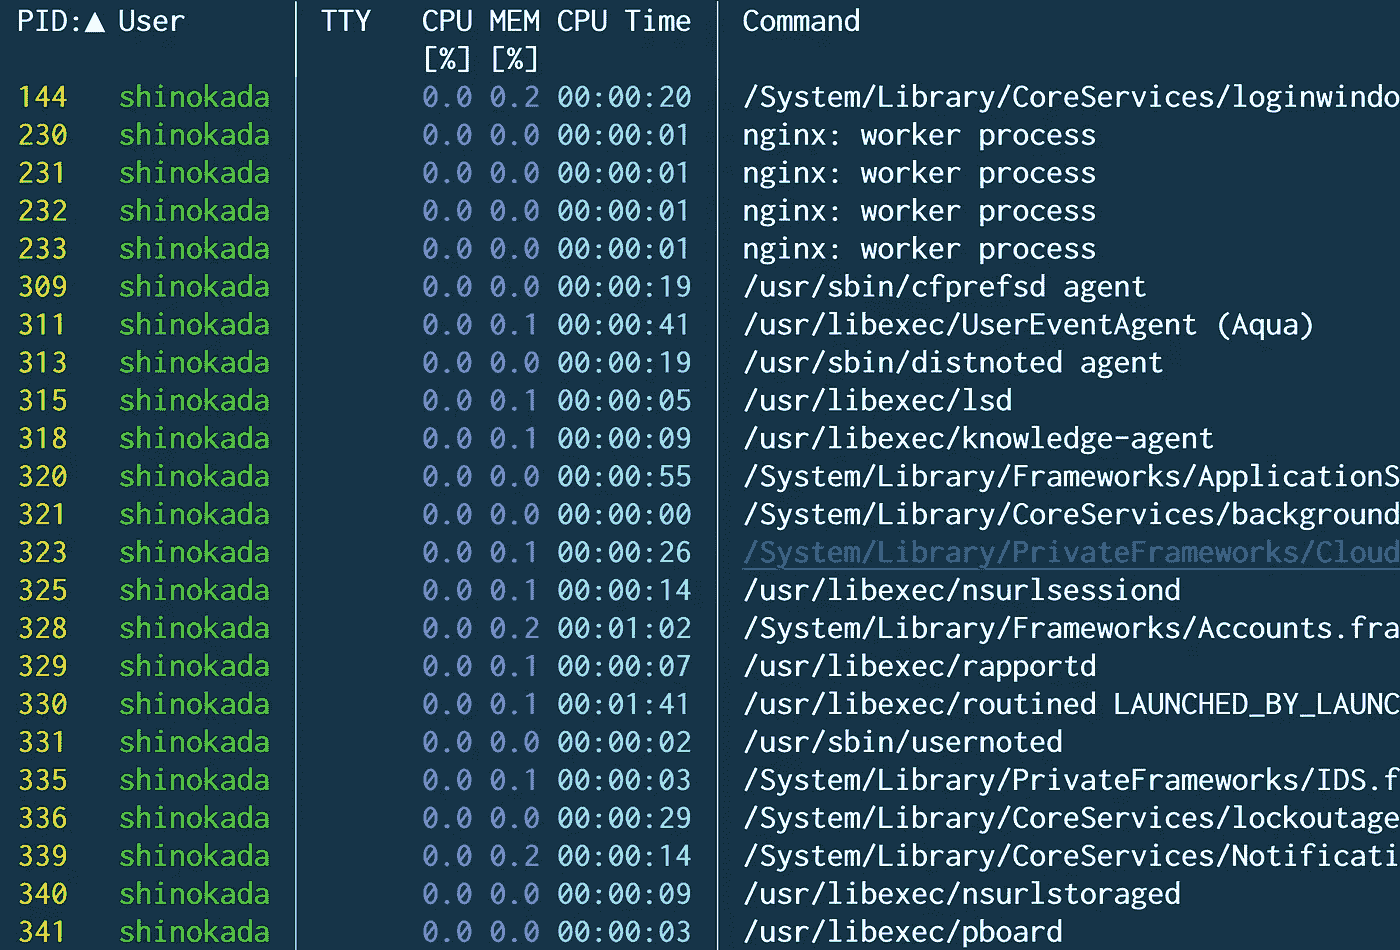 PID:▲ User TTY CPU MEM CPU Time Command
[%] [%]
144 shinokada 0.0 0.2 00:00:20 /System/Library/CoreServices/loginwindo
230 shinokada 0.0 0.0 00:00:01 nginx: worker process
231 shinokada 0.0 0.0 00:00:01 nginx: worker process
232 shinokada 0.0 0.0 00:00:01 nginx: worker process
233 shinokada 0.0 0.0 00:00:01 nginx: worker process
309 shinokada 0.0 0.0 00:00:19 /usr/sbin/cfprefsd agent
311 shinokada 0.0 0.1 00:00:41 /usr/libexec/UserEventAgent (Aqua)
313 shinokada 0.0 0.0 00:00:19 /usr/sbin/distnoted agent
315 shinokada 0.0 0.1 00:00:05 /usr/libexec/lsd
318 shinokada 0.0 0.1 00:00:09 /usr/libexec/knowledge-agent
320 shinokada 0.0 0.0 00:00:55 /System/Library/Frameworks/ApplicationS
321 shinokada 0.0 0.0 00:00:00 /System/Library/CoreServices/background
323 shinokada 0.0 0.1 00:00:26 /System/Library/PrivateFrameworks/Cloud
325 shinokada 0.0 0.1 00:00:14 /usr/libexec/nsurlsessiond
328 shinokada 0.0 0.2 00:01:02 /System/Library/Frameworks/Accounts.fra
329 shinokada 0.0 0.1 00:00:07 /usr/libexec/rapportd
330 shinokada 0.0 0.1 00:01:41 /usr/libexec/routined LAUNCHED_BY_LAUNC
331 shinokada 0.0 0.0 00:00:02 /usr/sbin/usernoted
335 shinokada 0.0 0.1 00:00:03 /System/Library/PrivateFrameworks/IDS.f
336 shinokada 0.0 0.0 00:00:29 /System/Library/CoreServices/lockoutage
339 shinokada 0.0 0.2 00:00:14 /System/Library/CoreServices/Notificati
340 shinokada 0.0 0.0 00:00:09 /usr/libexec/nsurlstoraged
341 shinokada 0.0 0.0 00:00:03 /usr/libexec/pboard